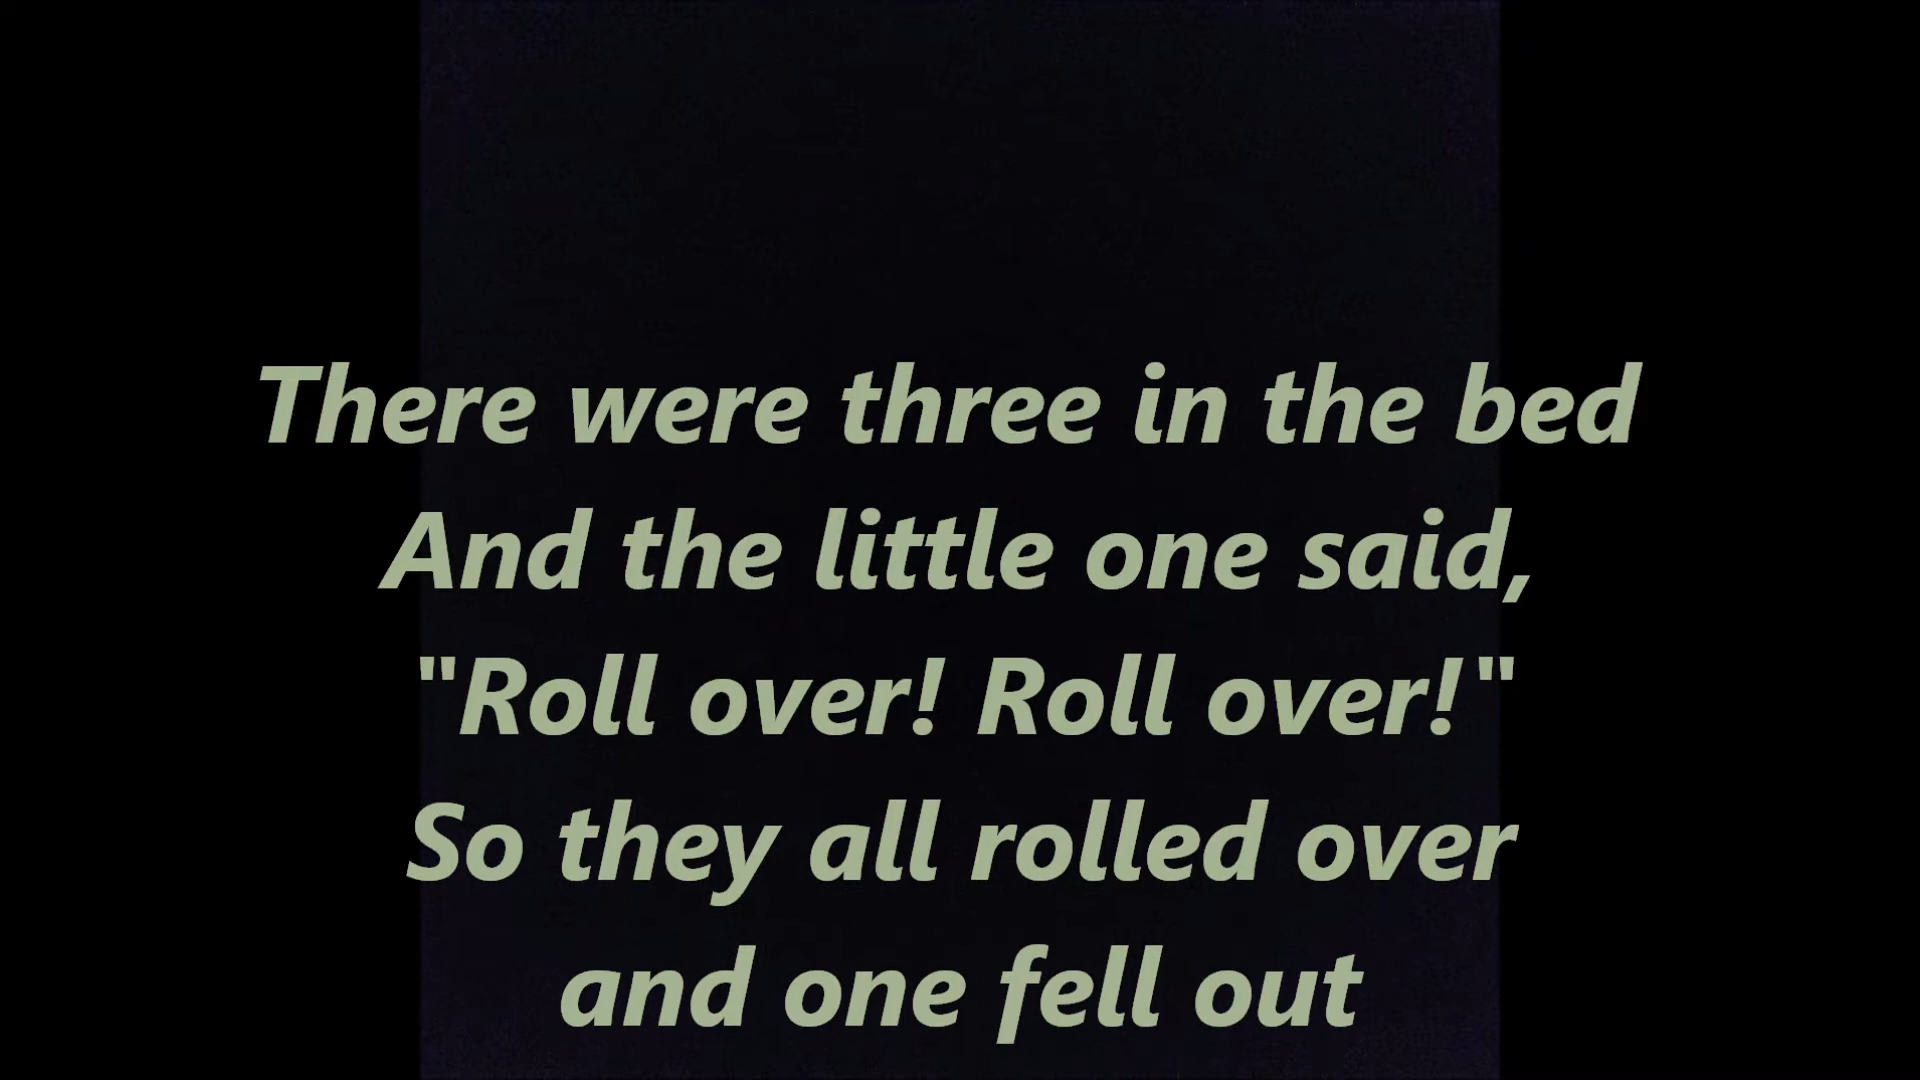 There were three in the bed
And the little one said,
"Roll over! Roll over!"
So they all rolled over
and one fell out